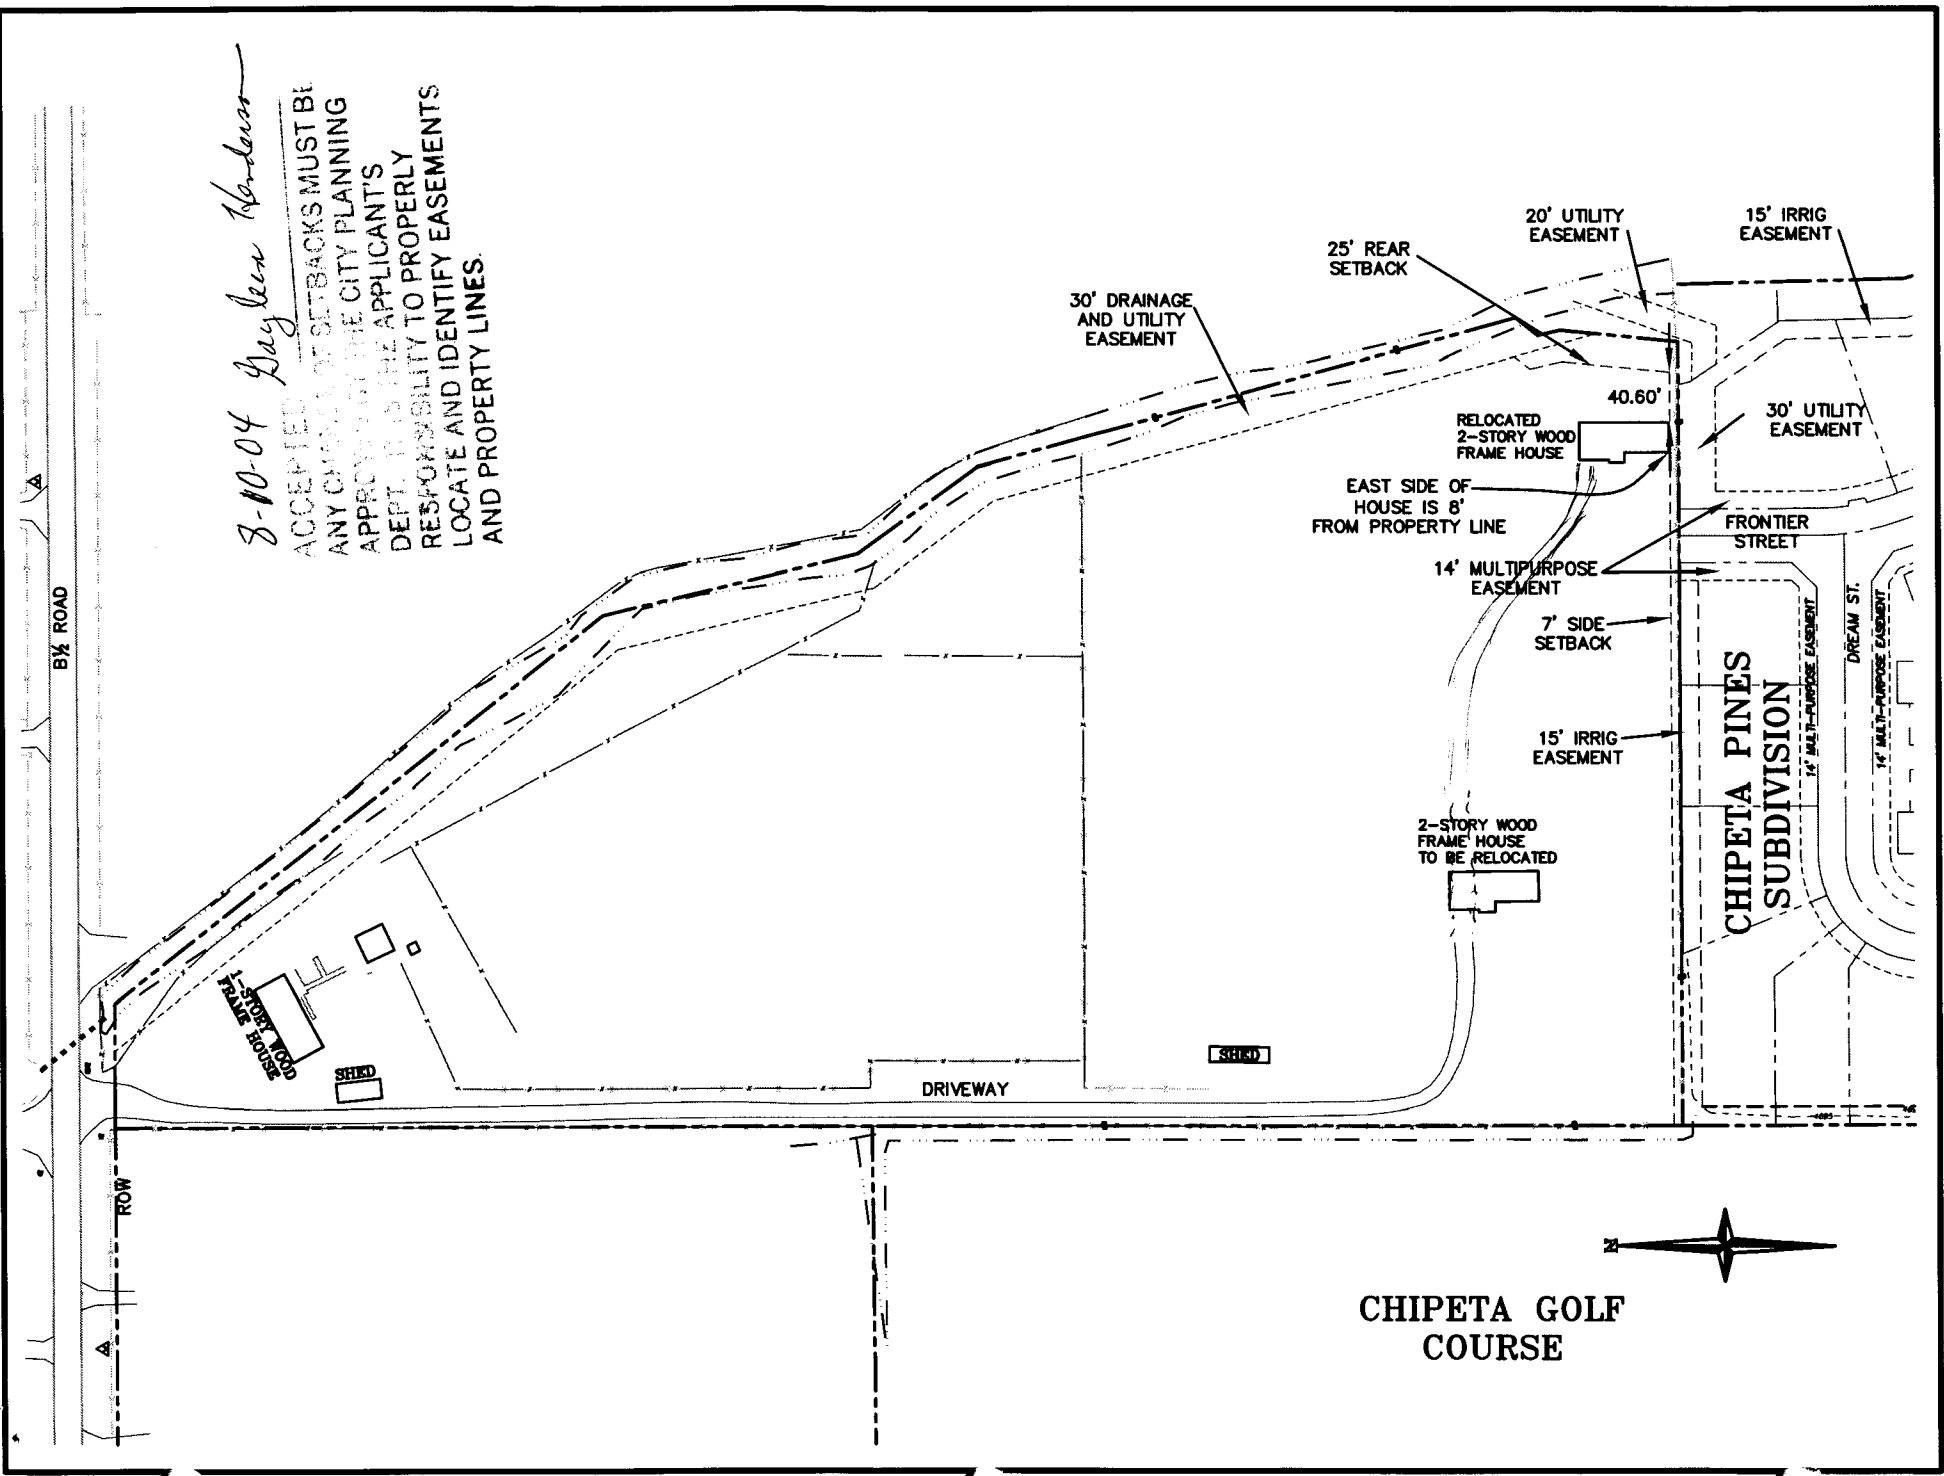 8-10-04 Gayleen Henderson
ACCEPTED
ANY CHANGE OF SETBACKS MUST BE
APPROVED THE CITY PLANNING
DEPT. IT IS THE APPLICANT'S
RESPONSIBILITY TO PROPERLY
LOCATE AND IDENTIFY EASEMENTS
AND PROPERTY LINES.
B½ ROAD
20' UTILITY
EASEMENT
15' IRRIG
EASEMENT
25' REAR
SETBACK
30' DRAINAGE
AND UTILITY
EASEMENT
40.60'
RELOCATED
2-STORY WOOD
FRAME HOUSE
30' UTILITY
EASEMENT
EAST SIDE OF
HOUSE IS 8'
FROM PROPERTY LINE
FRONTIER
STREET
14' MULTIPURPOSE
EASEMENT
7' SIDE
SETBACK
14' MULTI-PURPOSE EASEMENT
DREAM ST.
14' MULTI-PURPOSE EASEMENT
CHIPETA PINES
SUBDIVISION
15' IRRIG
EASEMENT
2-STORY WOOD
FRAME HOUSE
TO BE RELOCATED
1-STORY WOOD
FRAME HOUSE
SHED
SHED
DRIVEWAY
4695
ROW
N
CHIPETA GOLF
COURSE